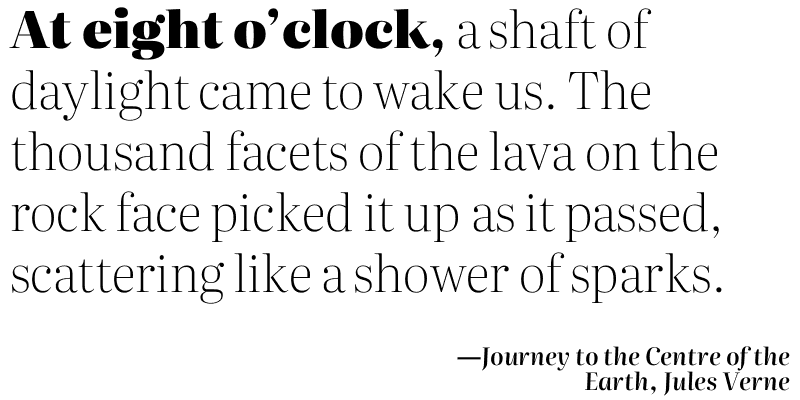 At eight o’clock, a shaft of
daylight came to wake us. The
thousand facets of the lava on the
rock face picked it up as it passed,
scattering like a shower of sparks.
—Journey to the Centre of the
Earth, Jules Verne